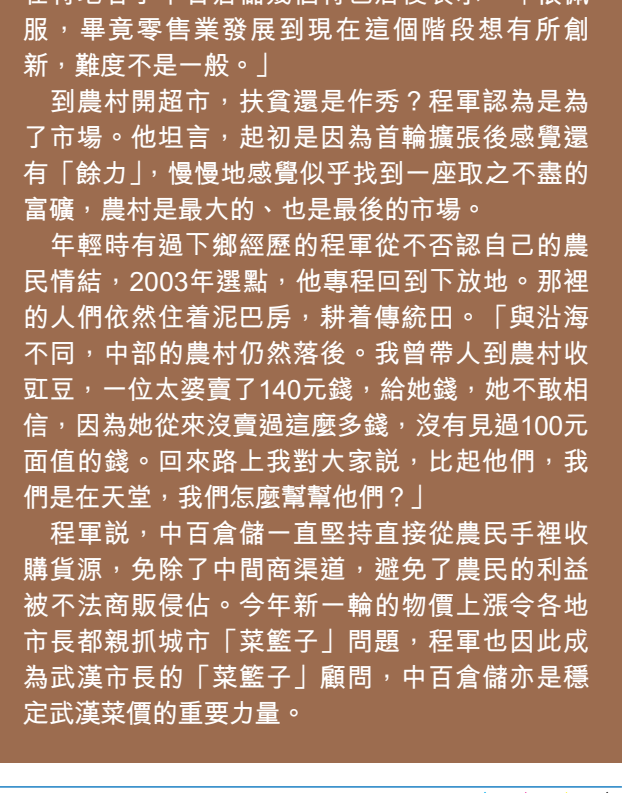 服，畢竟零售業發展到現在這個階段想有所創
新，難度不是一般。」
到農村開超市，扶貧還是作秀？程軍認為是為
了市場。他坦言，起初是因為首輪擴張後感覺還
有「餘力」，慢慢地感覺似乎找到一座取之不盡的
富礦，農村是最大的、也是最後的市場。
年輕時有過下鄉經歷的程軍從不否認自己的農
民情結，2003年選點，他專程回到下放地。那裡
的人們依然住着泥巴房，耕着傳統田。「與沿海
不同，中部的農村仍然落後。我曾帶人到農村收
豇豆，一位太婆賣了140元錢，給她錢，她不敢相
信，因為她從來沒賣過這麼多錢，沒有見過100元
面值的錢。回來路上我對大家説，比起他們，我
們是在天堂，我們怎麼幫幫他們？」
程軍説，中百倉儲一直堅持直接從農民手裡收
購貨源，免除了中間商渠道，避免了農民的利益
被不法商販侵佔。今年新一輪的物價上漲令各地
市長都親抓城市「菜籃子」問題，程軍也因此成
為武漢市長的「菜籃子」顧問，中百倉儲亦是穩
定武漢菜價的重要力量。